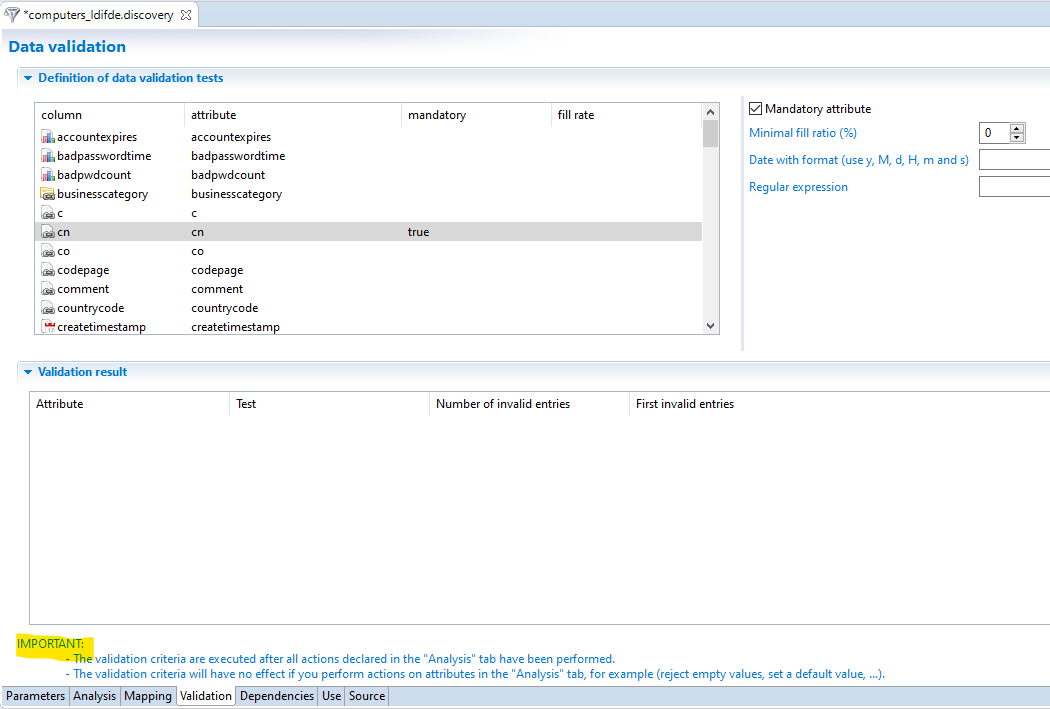 *computers_ldifde.discovery
Data validation
Definition of data validation tests
column attribute mandatory fill rate
accountexpires accountexpires
badpasswordtime badpasswordtime
badpwdcount badpwdcount
businesscategory businesscategory
c c
cn cn true
co co
codepage codepage
comment comment
countrycode countrycode
createtimestamp createtimestamp
Mandatory attribute
Minimal fill ratio (%) 0
Date with format (use y, M, d, H, m and s)
Regular expression
Validation result
Attribute Test Number of invalid entries First invalid entries
IMPORTANT:
- The validation criteria are executed after all actions declared in the "Analysis" tab have been performed.
- The validation criteria will have no effect if you perform actions on attributes in the "Analysis" tab, for example (reject empty values, set a default value, ...).
Parameters Analysis Mapping Validation Dependencies Use Source